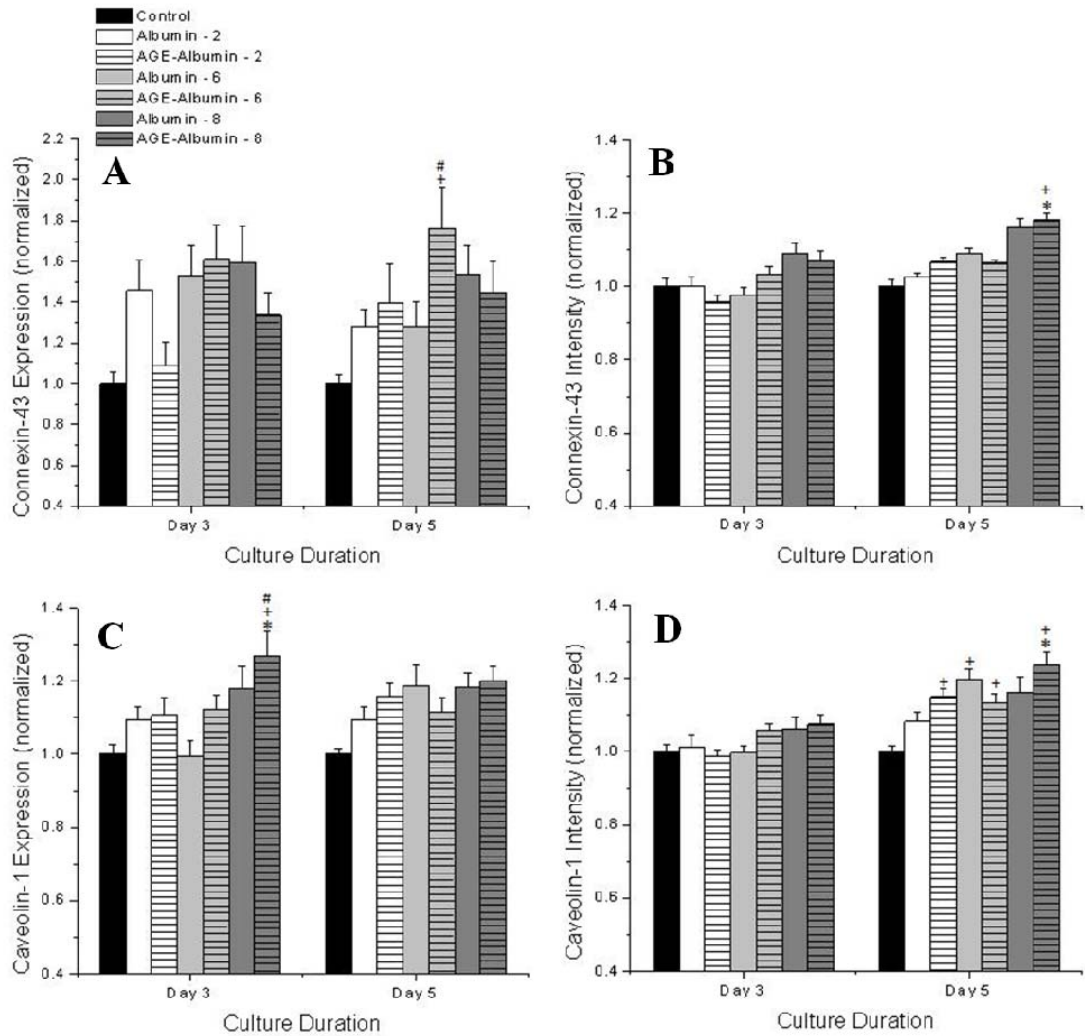 Control
Albumin - 2
AGE-Albumin - 2
Albumin - 6
AGE-Albumin - 6
Albumin - 8
AGE-Albumin - 8
A
Connexin-43 Expression (normalized)
2.2
2.0
1.8
1.6
1.4
1.2
1.0
0.8
0.6
0.4
#
+
Day 3
Day 5
Culture Duration
B
Connexin-43 Intensity (normalized)
1.4
1.2
1.0
0.8
0.6
0.4
+
*
Day 3
Day 5
Culture Duration
C
Caveolin-1 Expression (normalized)
1.4
1.2
1.0
0.8
0.6
0.4
#
+
*
Day 3
Day 5
Culture Duration
D
Caveolin-1 Intensity (normalized)
1.4
1.2
1.0
0.8
0.6
0.4
+
+
+
+
*
Day 3
Day 5
Culture Duration